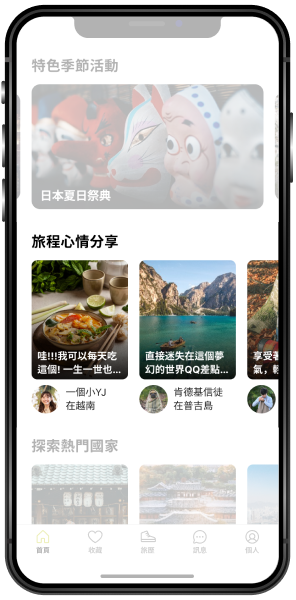 特色季節活動
日本夏日祭典
旅程心情分享
哇!!!我可以每天吃
這個! 一生一世也...
直接迷失在這個夢
幻的世界QQ差點...
享受著
氣，輕
一個小YJ
在越南
肯德基信徒
在普吉島
探索熱門國家
首頁
收藏
旅歷
訊息
個人